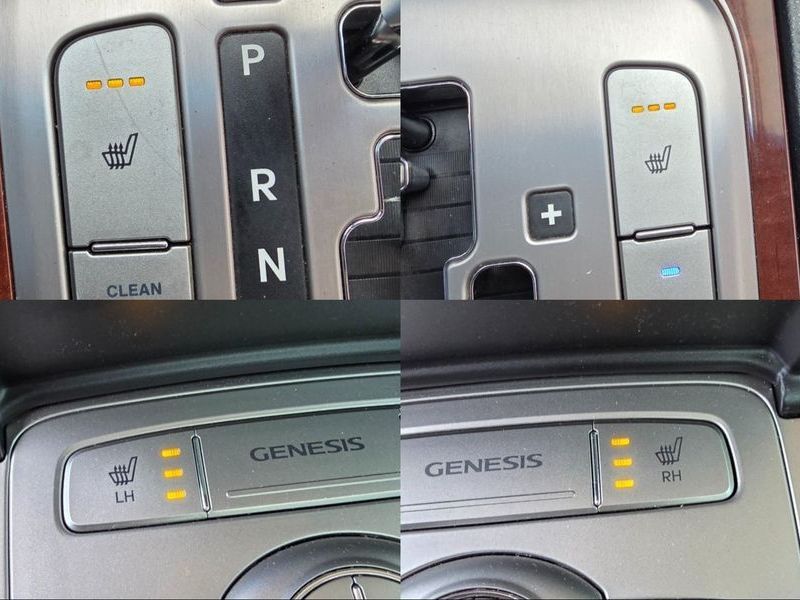 P
R
N
CLEAN
+
LH
GENESIS
GENESIS
RH